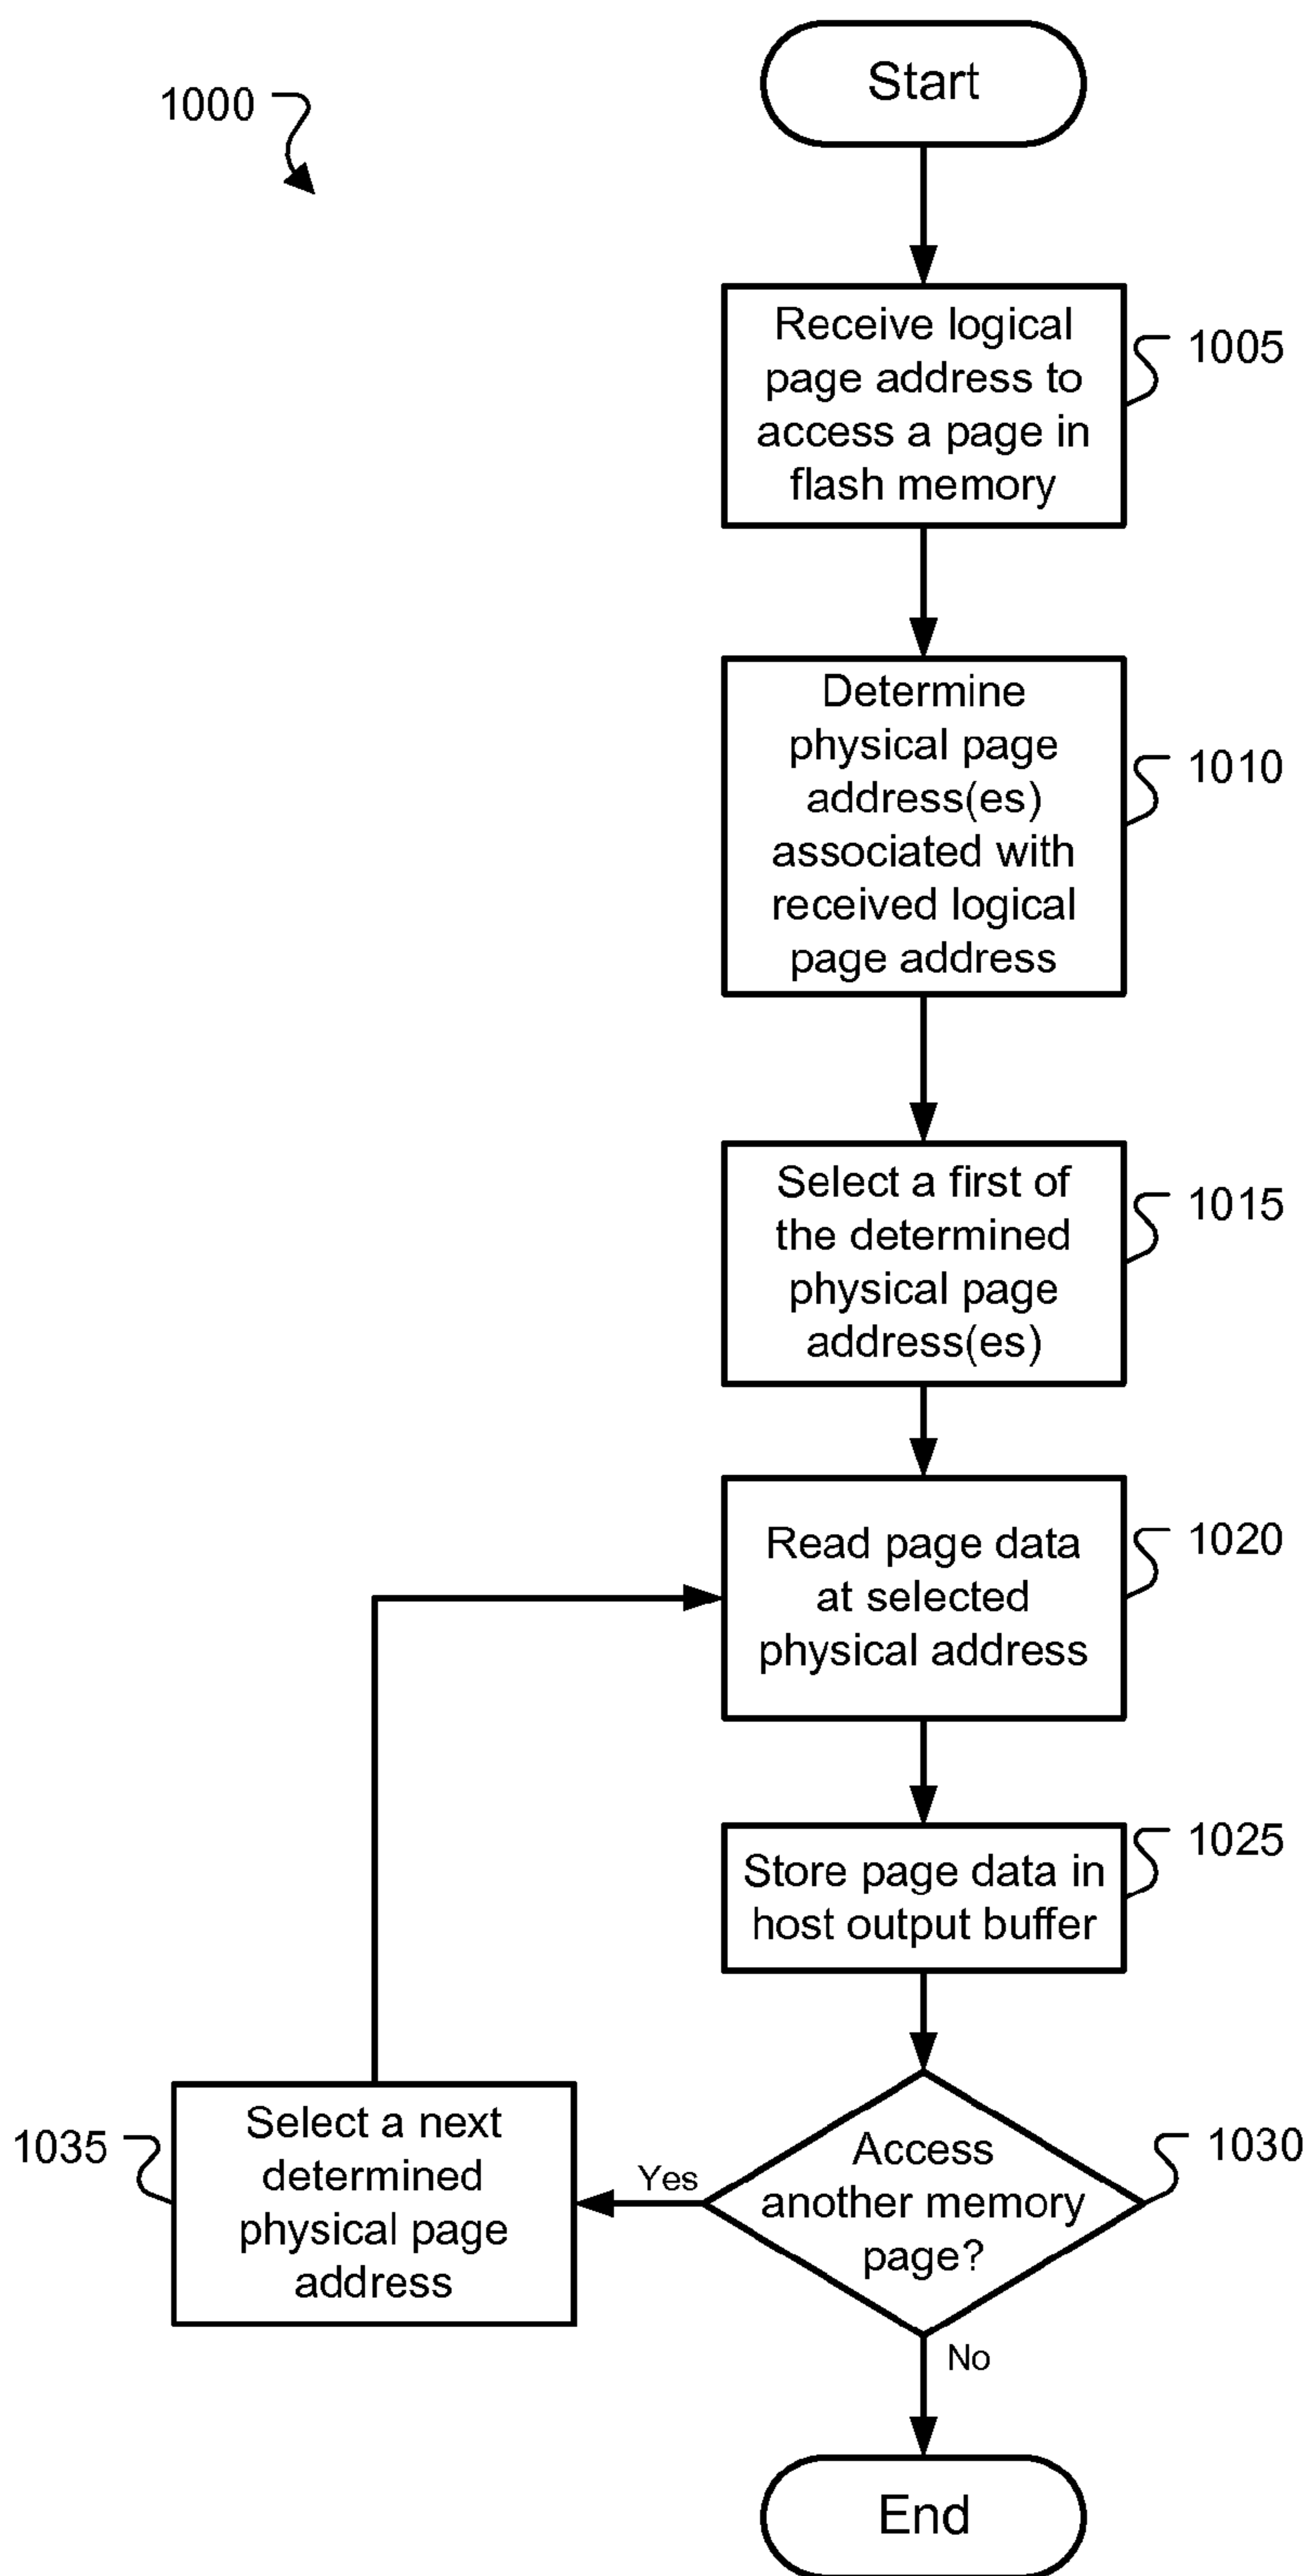 1000
Start
Receive logical
page address to
access a page in
flash memory
1005
Determine
physical page
address(es)
associated with
received logical
page address
1010
Select a first of
the determined
physical page
address(es)
1015
Read page data
at selected
physical address
1020
Store page data in
host output buffer
1025
Access
another memory
page?
1030
Yes
Select a next
determined
physical page
address
1035
No
End